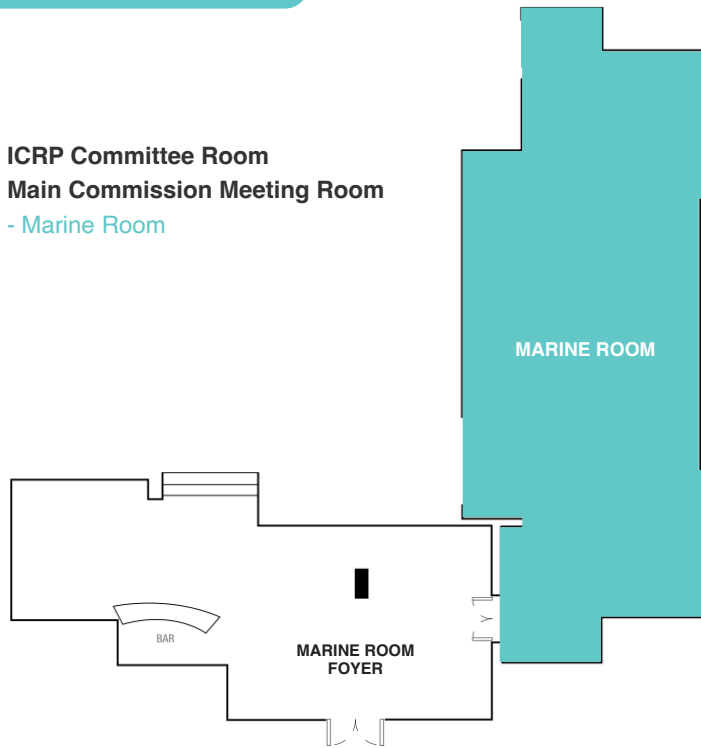 ICRP Committee Room
Main Commission Meeting Room
- Marine Room
MARINE ROOM
BAR
MARINE ROOM
FOYER